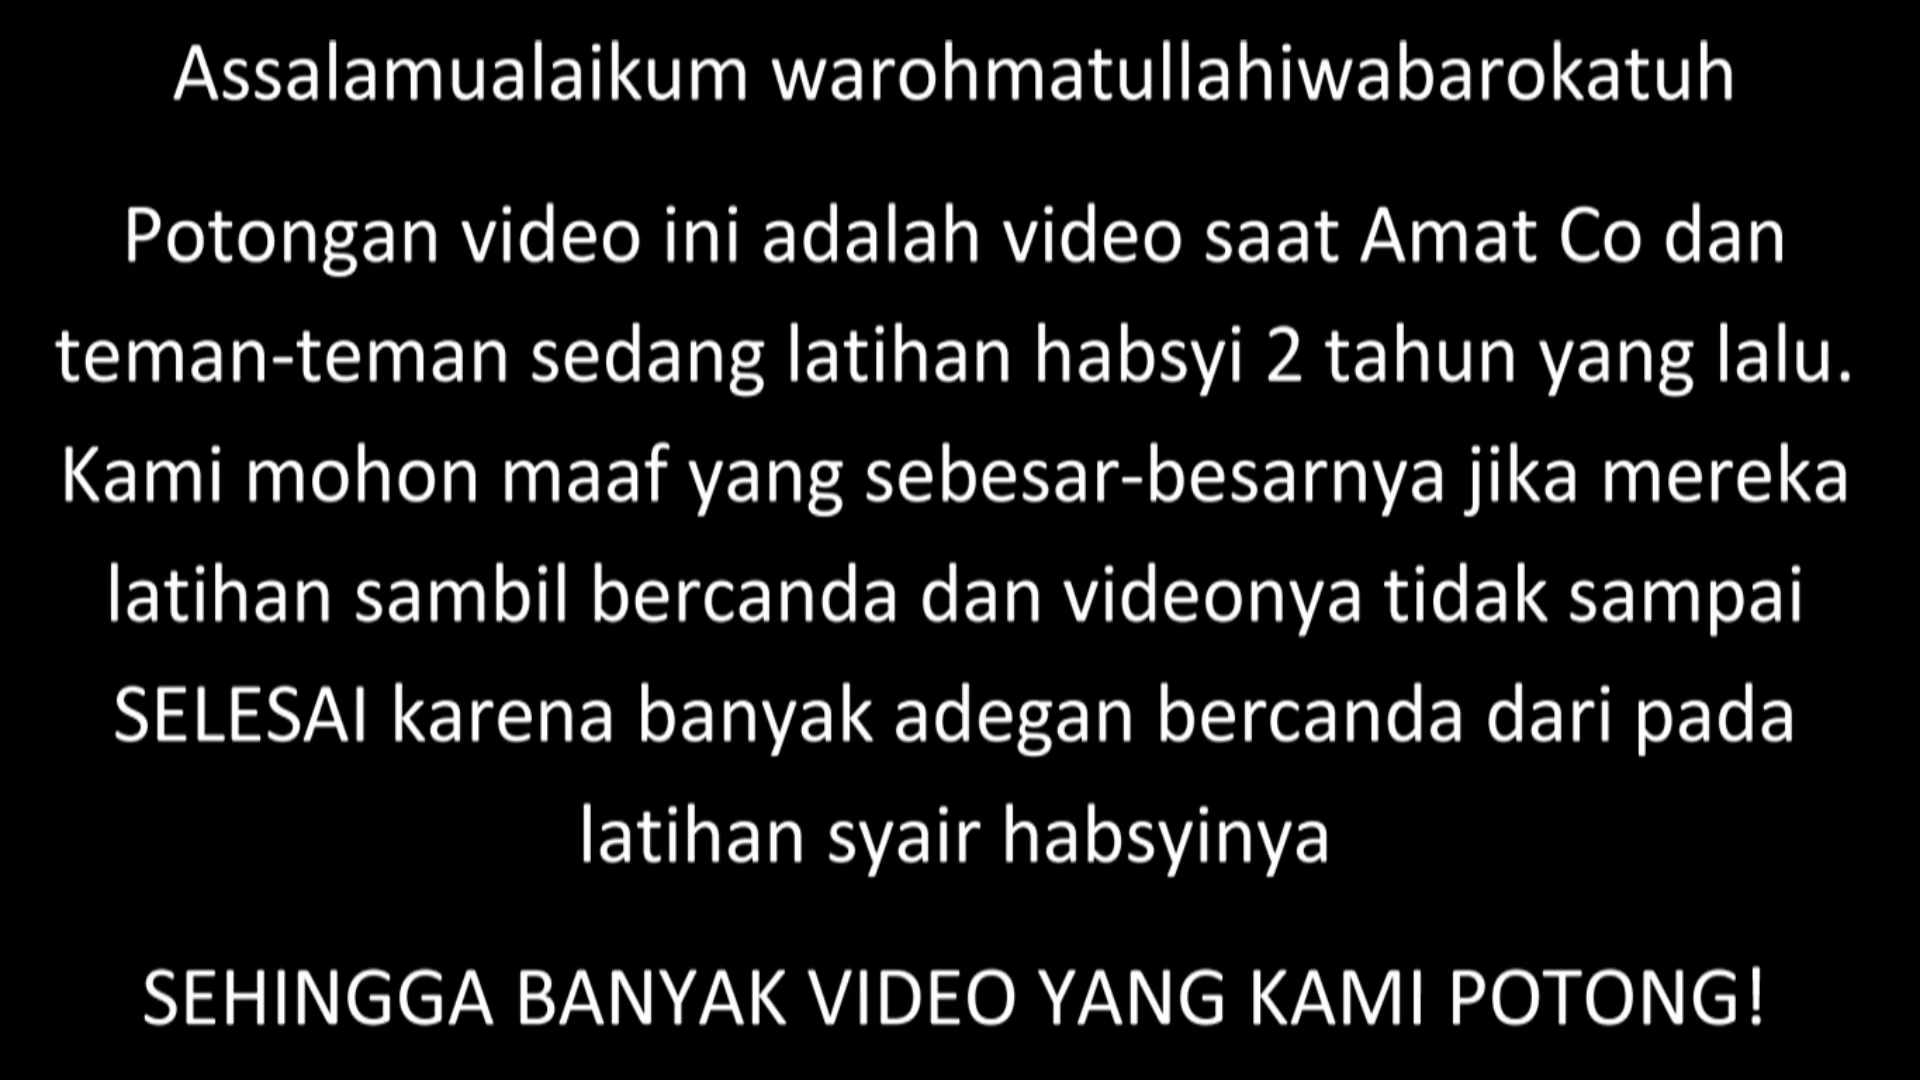 Assalamualaikum warohmatullahiwabarokatuh
Potongan video ini adalah video saat Amat Co dan
teman-teman sedang latihan habsyi 2 tahun yang lalu.
Kami mohon maaf yang sebesar-besarnya jika mereka
latihan sambil bercanda dan videonya tidak sampai
SELESAI karena banyak adegan bercanda dari pada
latihan syair habsyinya
SEHINGGA BANYAK VIDEO YANG KAMI POTONG!